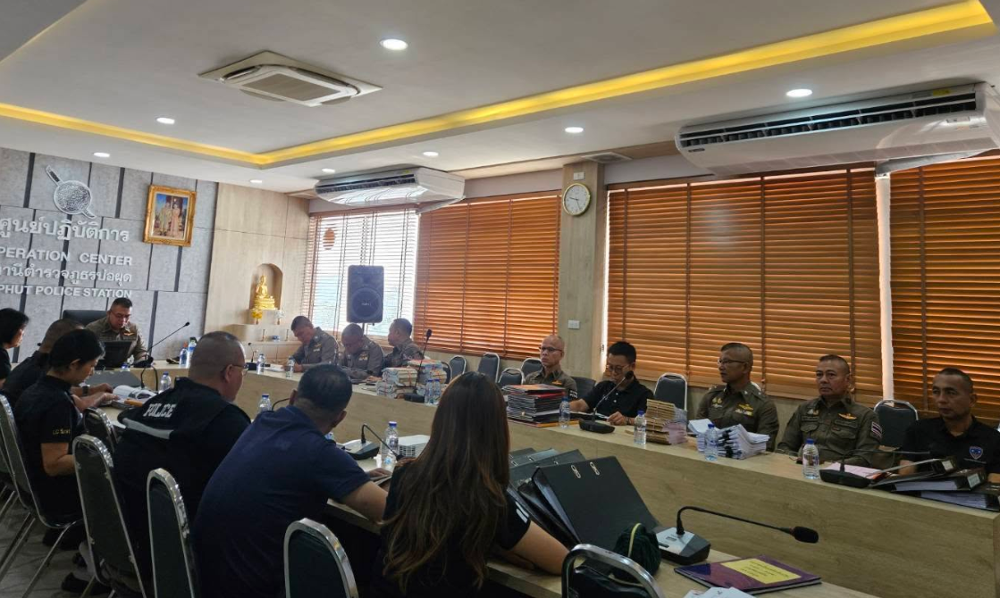 ศูนย์ปฏิบัติการ
PERATION CENTER
านีตำรวจภูธรบ่อผุด
PHUT POLICE STATION
POLICE